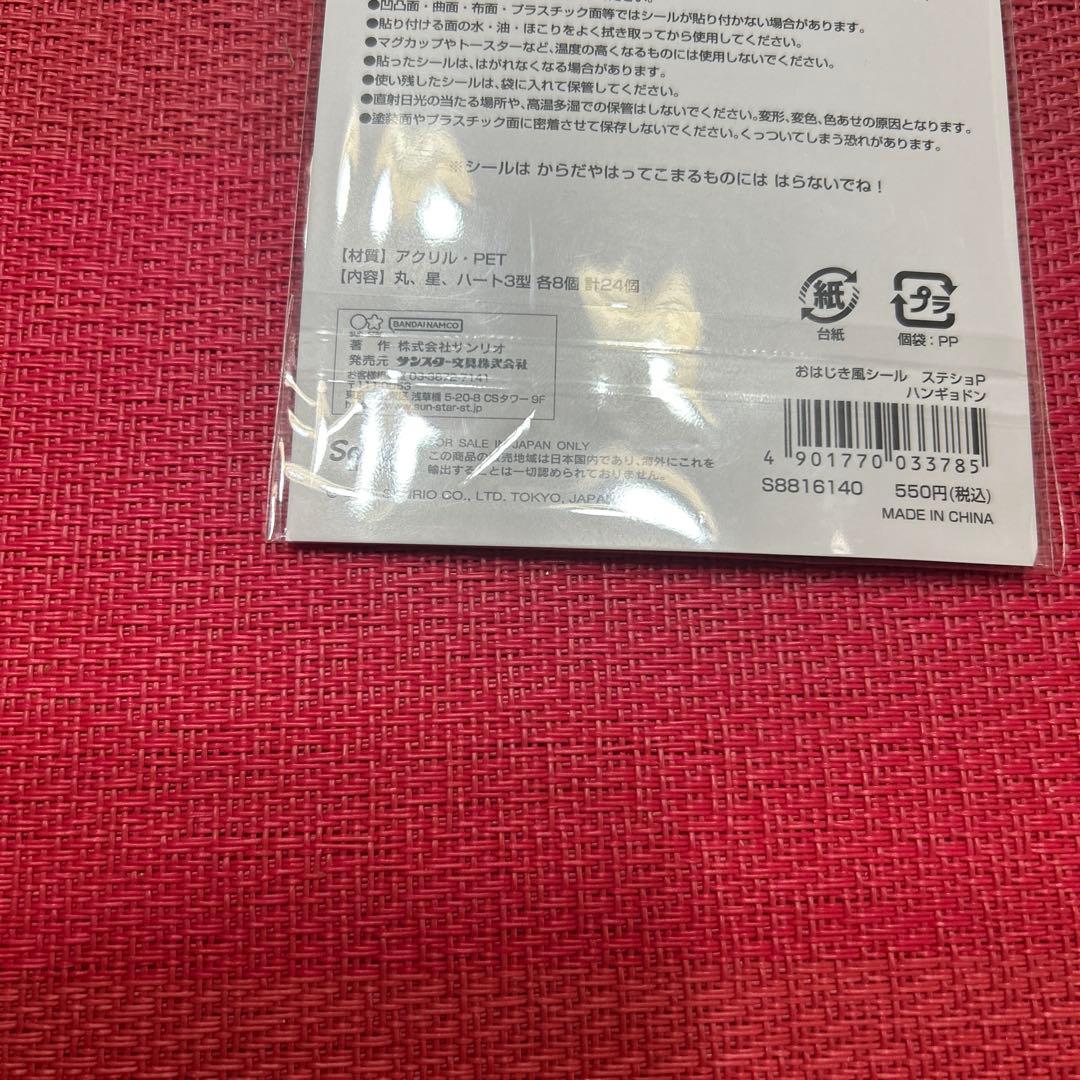 ●凹凸面・曲面・布面・プラスチック面等ではシールが貼り付かない場合があります。
●貼り付ける面の水・油・ほこりをよく拭き取ってから使用してください。
●マグカップやトースターなど、温度の高くなるものには使用しないでください。
●貼ったシールは、はがれなくなる場合があります。
●使い残したシールは、袋に入れて保管してください。
●直射日光の当たる場所や、高温多湿での保管はしないでください。変形、変色、色あせの原因となります。
●塗装面やプラスチック面に密着させて保存しないでください。くっついてしまう恐れがあります。
※シールは からだやはってこまるものには はらないでね!
【材質】アクリル・PET
【内容】丸、星、ハート3型 各8個 計24個
BANDAI NAMCO
著 作 株式会社サンリオ
発売元 サンスター文具株式会社
お客様 03-3872-7141
浅草橋 5-20-8 CSタワー 9F
www.sun-star-st.jp
FOR SALE IN JAPAN ONLY
この商品の販売地域は日本国内であり、海外にこれを
輸出することは一切認められておりません。
SANRIO CO., LTD. TOKYO, JAPAN
紙
台紙
プラ
個袋:PP
おはじき風シール ステショP
ハンギョドン
4 901770 033785
S8816140 550円(税込)
MADE IN CHINA